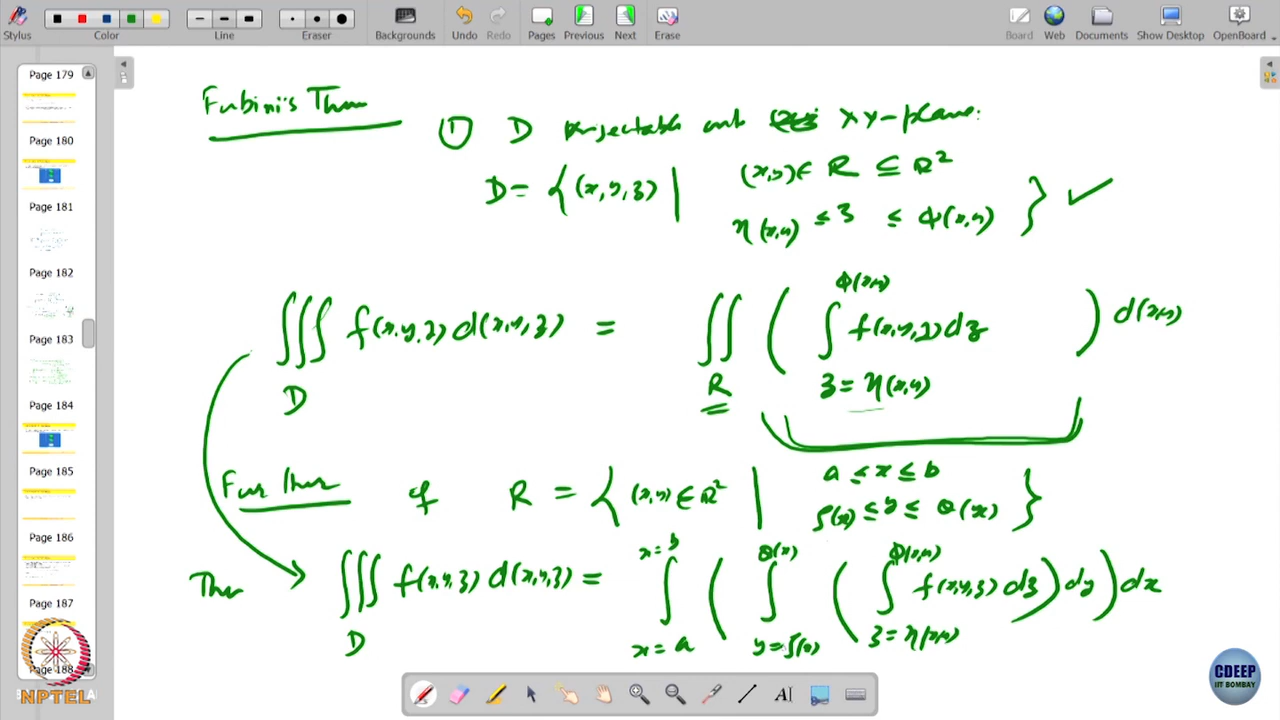 Stylus Color Line Eraser Backgrounds Undo Redo Pages Previous Next Erase Board Web Documents Show Desktop OpenBoard
Page 179
Page 180
Page 181
Page 182
Page 183
Page 184
Page 185
Page 186
Page 187
Page 188
Fubini's Thm
① D projectable onto xy-plane:
D = { (x,y,z) | (x,y) ∈ R ⊆ ℝ²
η(x,y) ≤ z ≤ φ(x,y) } ✓
∭_D f(x,y,z) d(x,y,z) = ∬_R ( ∫_{z=η(x,y)}^{φ(x,y)} f(x,y,z) dz ) d(x,y)
Further if R = { (x,y) ∈ ℝ² | a ≤ x ≤ b
ζ(x) ≤ y ≤ θ(x) }
Then ∭_D f(x,y,z) d(x,y,z) = ∫_{x=a}^{x=b} ( ∫_{y=ζ(x)}^{θ(x)} ( ∫_{z=η(x,y)}^{φ(x,y)} f(x,y,z) dz ) dy ) dx
NPTEL
CDEEP
IIT BOMBAY